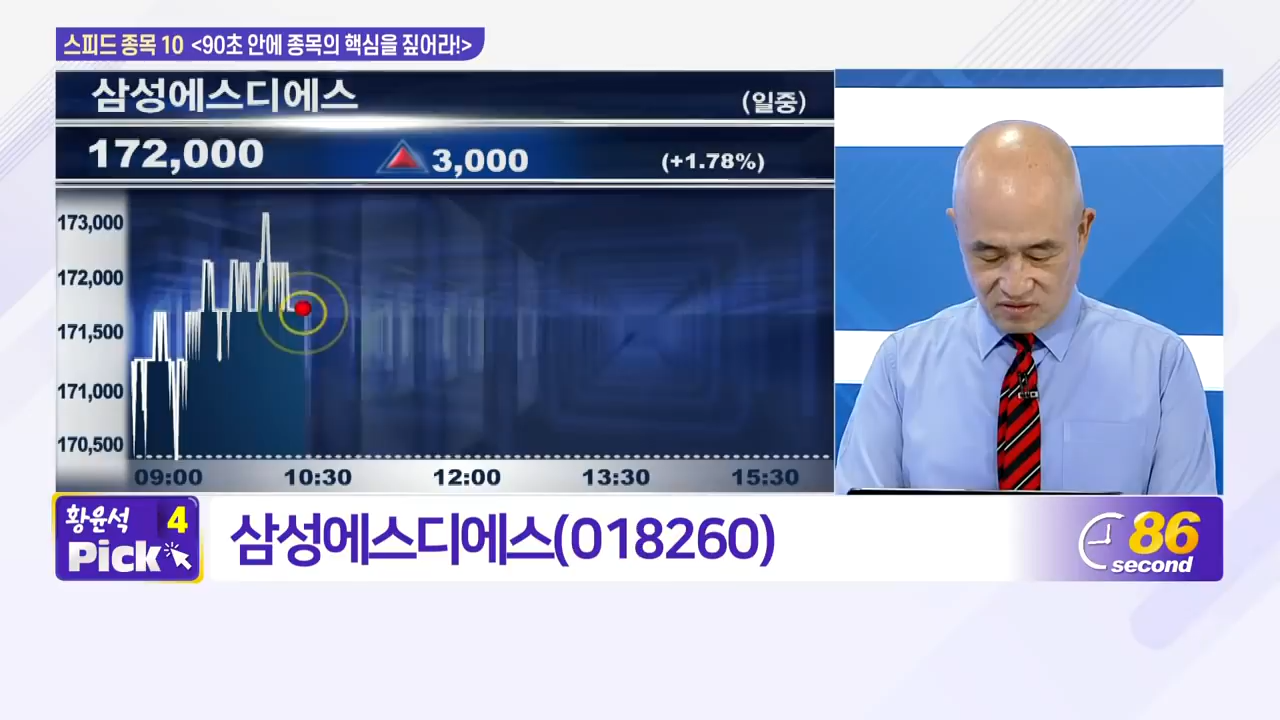 스피드 종목 10 <90초 안에 종목의 핵심을 짚어라!>
삼성에스디에스 (일중)
172,000 ▲ 3,000 (+1.78%)
173,000
172,000
171,500
171,000
170,500
09:00 10:30 12:00 13:30 15:30
황윤석 4
Pick
삼성에스디에스(018260)
86
second